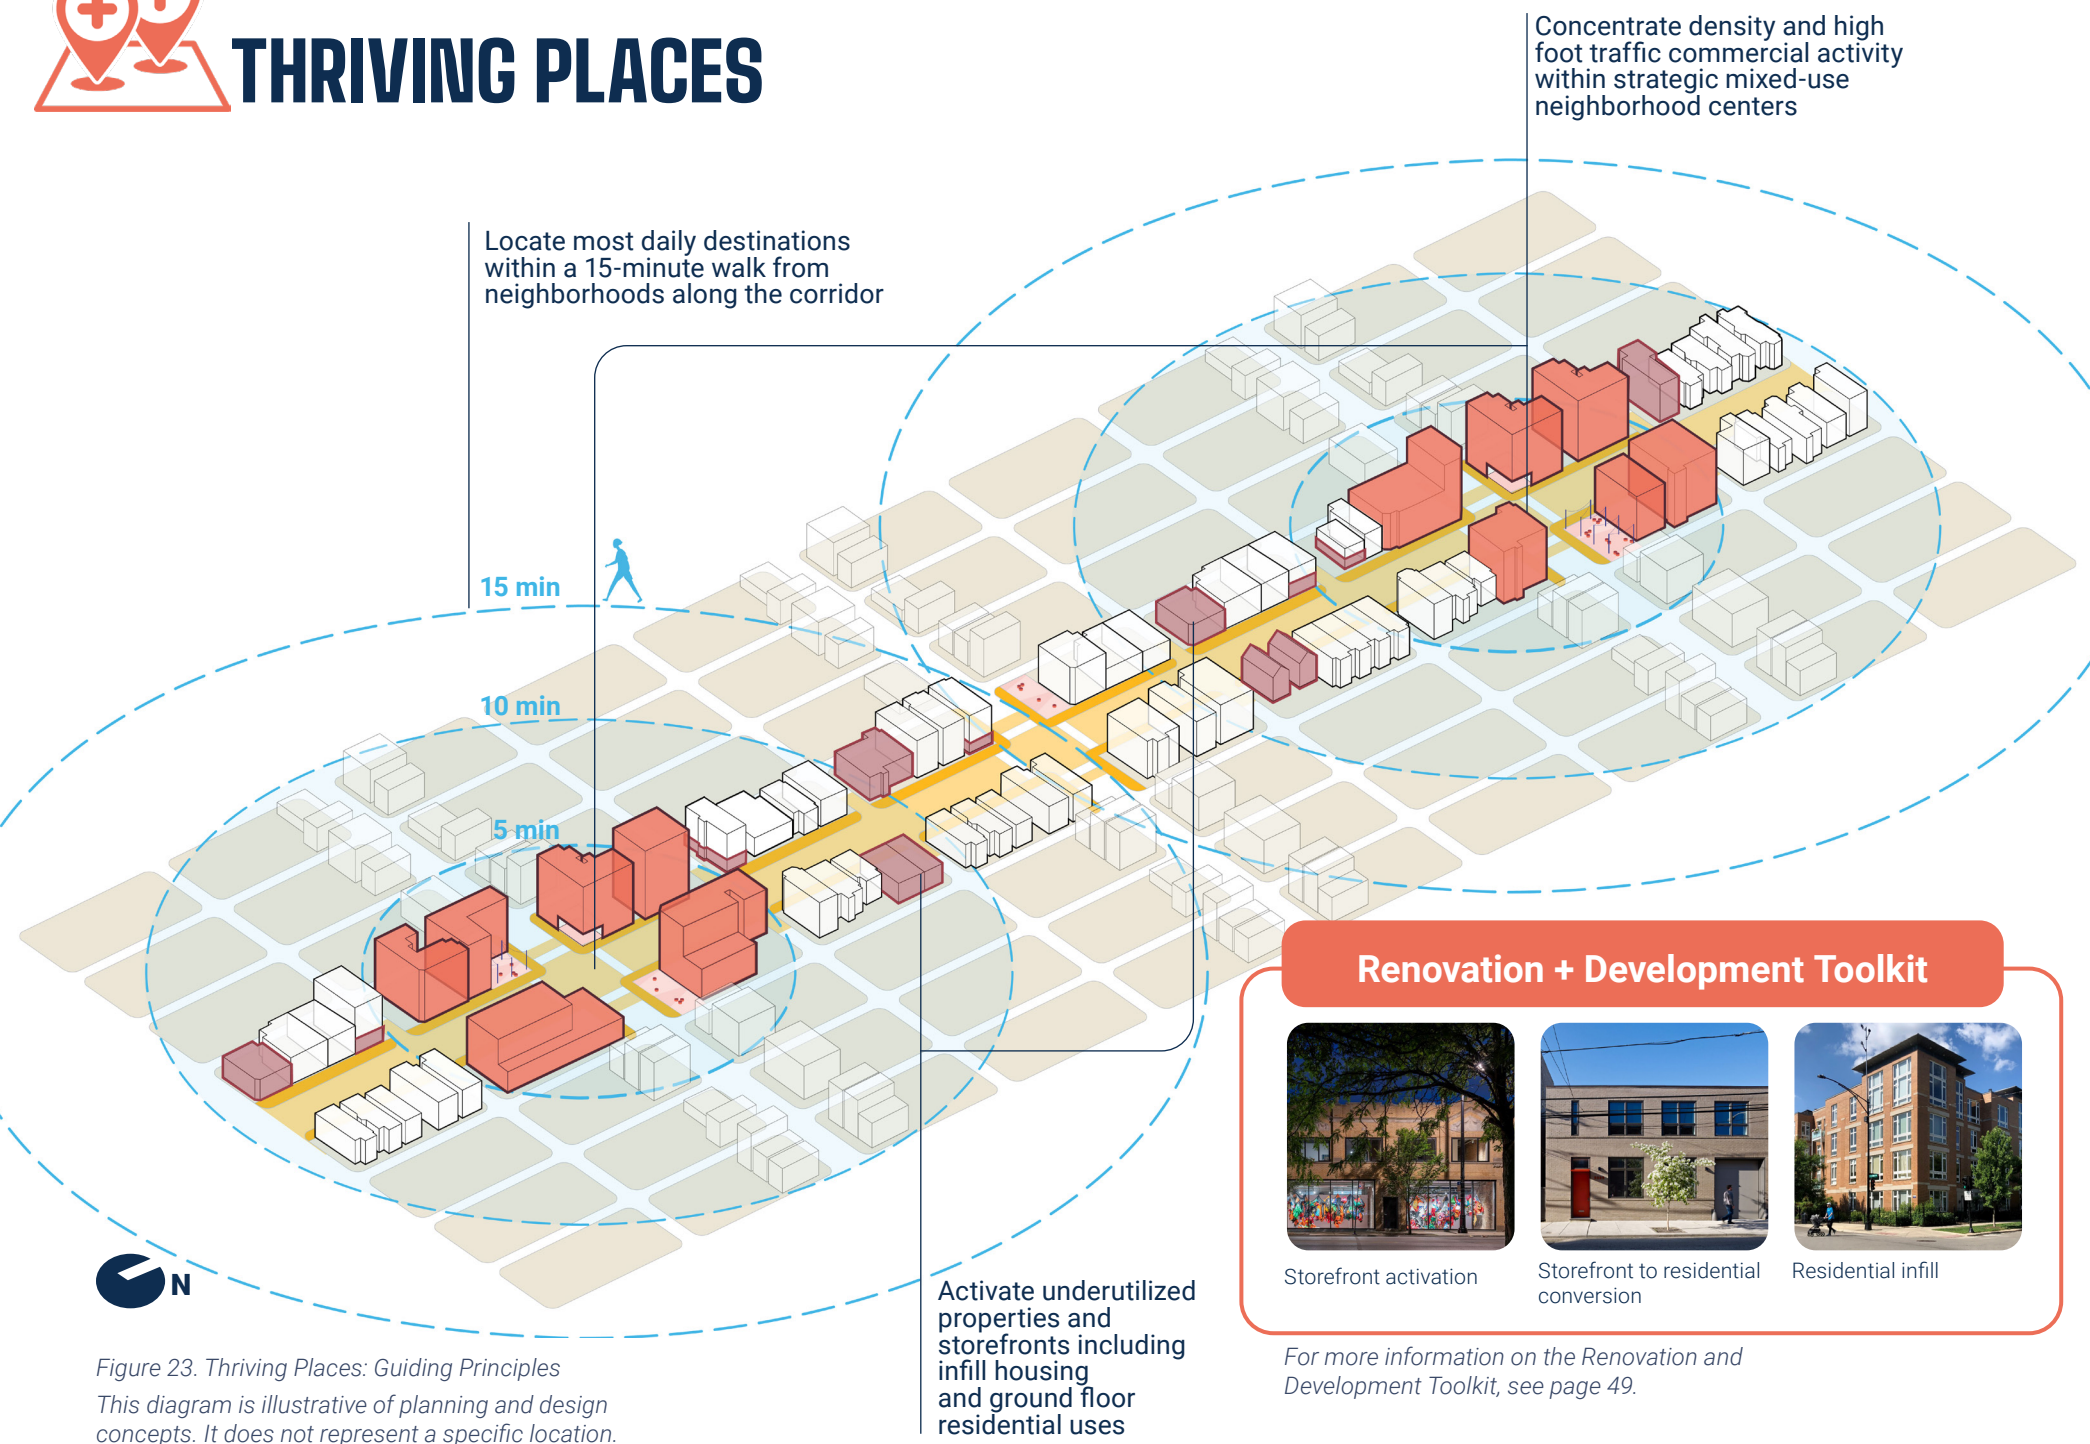 THRIVING PLACES
Concentrate density and high
foot traffic commercial activity
within strategic mixed-use
neighborhood centers
Locate most daily destinations
within a 15-minute walk from
neighborhoods along the corridor
15 min
10 min
5 min
Renovation + Development Toolkit
Storefront activation
Storefront to residential
conversion
Residential infill
For more information on the Renovation and
Development Toolkit, see page 49.
Activate underutilized
properties and
storefronts including
infill housing
and ground floor
residential uses
N
Figure 23. Thriving Places: Guiding Principles
This diagram is illustrative of planning and design
concepts. It does not represent a specific location.